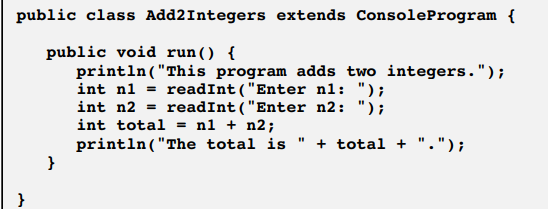 public class Add2Integers extends ConsoleProgram {
public void run() {
println("This program adds two integers.");
int n1 = readInt("Enter n1: ");
int n2 = readInt("Enter n2: ");
int total = n1 + n2;
println("The total is " + total + ".");
}
}